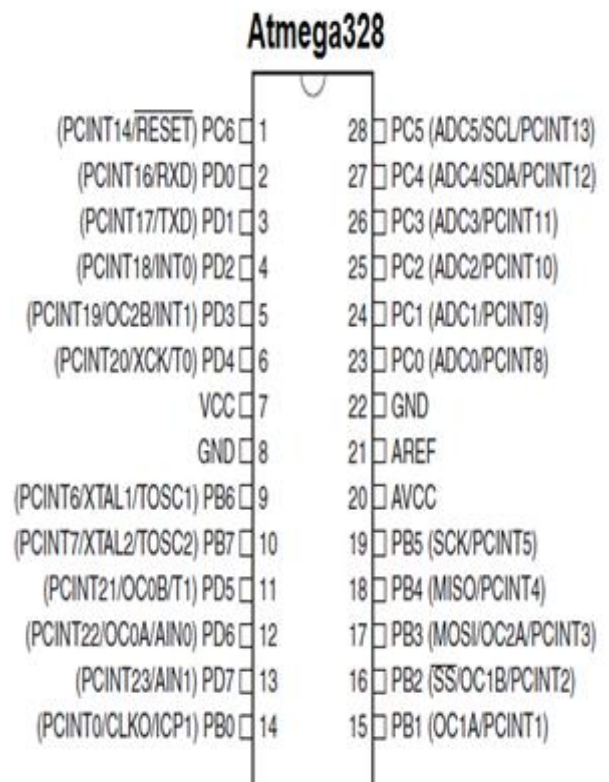 Atmega328
(PCINT14/RESET) PC6 1 28 PC5 (ADC5/SCL/PCINT13)
(PCINT16/RXD) PD0 2 27 PC4 (ADC4/SDA/PCINT12)
(PCINT17/TXD) PD1 3 26 PC3 (ADC3/PCINT11)
(PCINT18/INT0) PD2 4 25 PC2 (ADC2/PCINT10)
(PCINT19/OC2B/INT1) PD3 5 24 PC1 (ADC1/PCINT9)
(PCINT20/XCK/T0) PD4 6 23 PC0 (ADC0/PCINT8)
VCC 7 22 GND
GND 8 21 AREF
(PCINT6/XTAL1/TOSC1) PB6 9 20 AVCC
(PCINT7/XTAL2/TOSC2) PB7 10 19 PB5 (SCK/PCINT5)
(PCINT21/OC0B/T1) PD5 11 18 PB4 (MISO/PCINT4)
(PCINT22/OC0A/AIN0) PD6 12 17 PB3 (MOSI/OC2A/PCINT3)
(PCINT23/AIN1) PD7 13 16 PB2 (SS/OC1B/PCINT2)
(PCINT0/CLKO/ICP1) PB0 14 15 PB1 (OC1A/PCINT1)